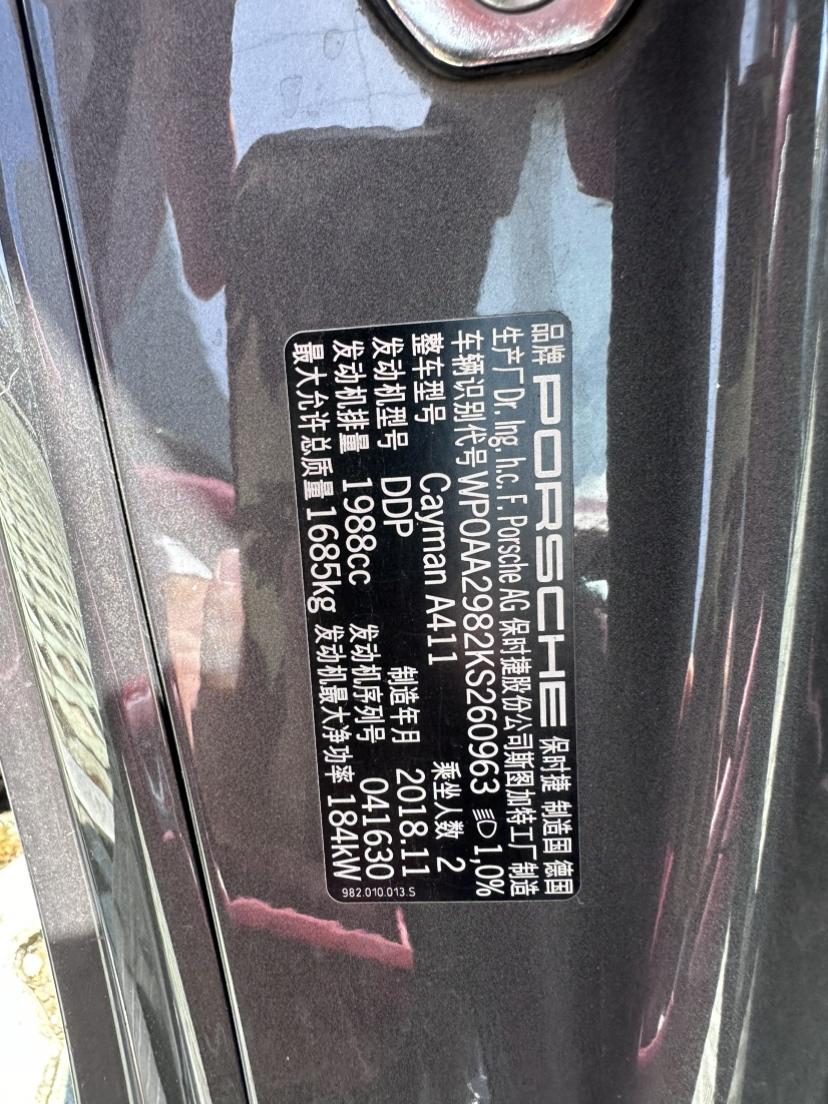 品牌 PORSCHE 保时捷 制造国 德国
生产厂 Dr. Ing. h.c. F. Porsche AG 保时捷股份公司斯图加特工厂制造
车辆识别代号 WP0AA2982KS260963 1,0%
整车型号 Cayman A411 乘坐人数 2
发动机型号 DDP 制造年月 2018.11
发动机排量 1988cc 发动机序列号 041630
最大允许总质量 1685kg 发动机最大净功率 184kW
982.010.013.S